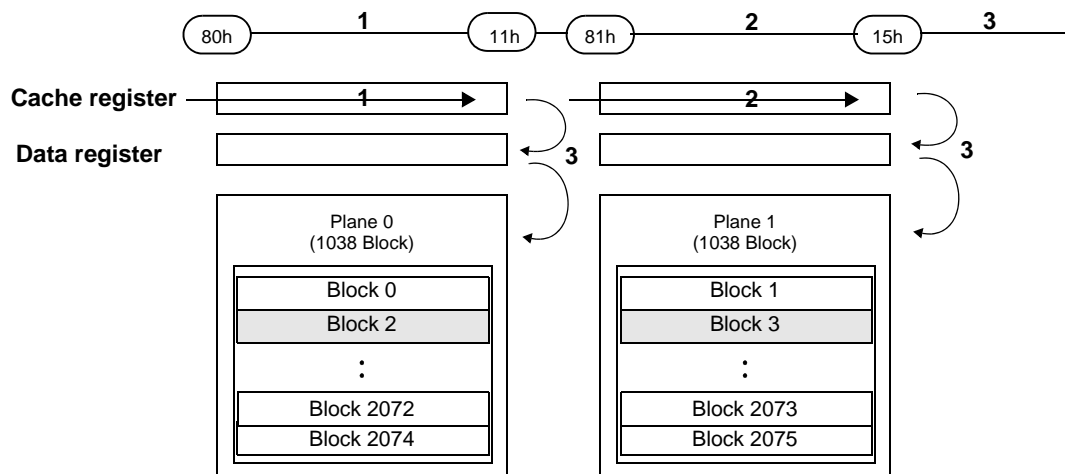 80h 1 11h 81h 2 15h 3
Cache register 1 2
Data register 3 3
Plane 0 Plane 1
(1038 Block) (1038 Block)
Block 0 Block 1
Block 2 Block 3
: :
Block 2072 Block 2073
Block 2074 Block 2075